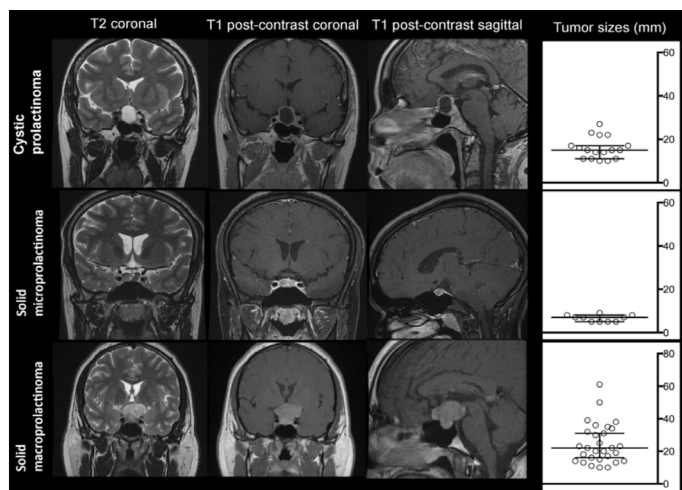 T2 coronal
T1 post-contrast coronal
T1 post-contrast sagittal
Tumor sizes (mm)
Cystic
prolactinoma
60
40
20
0
Solid
microprolactinoma
60
40
20
0
Solid
macroprolactinoma
80
60
40
20
0